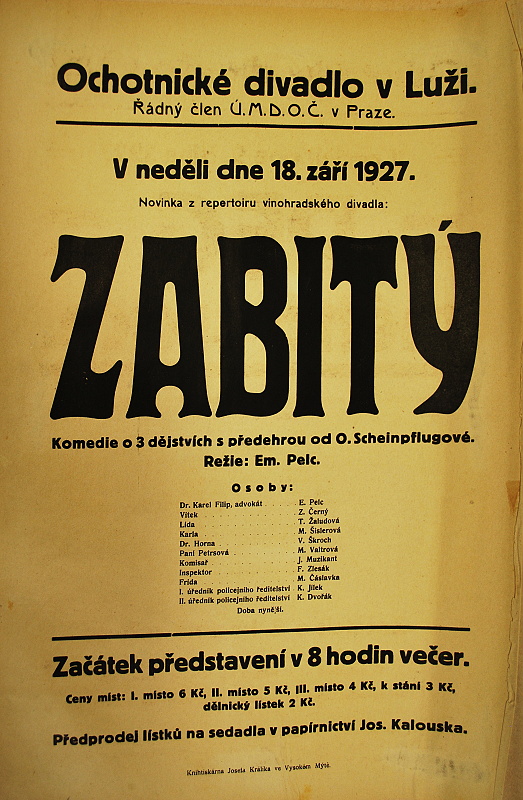 Ochotnické divadlo v Luži.
Řádný člen Ú.M.D.O.Č. v Praze.
V neděli dne 18. září 1927.
Novinka z repertoiru vinohradského divadla:
ZABITÝ
Komedie o 3 dějstvích s předehrou od O. Scheinpflugové.
Režie: Em. Pelc.
Osoby:
Dr. Karel Filip, advokát . . . . . E. Pelc
Vítek . . . . . Z. Černý
Lída . . . . . T. Žaludová
Karla . . . . . M. Šislerová
Dr. Horna . . . . . V. Škroch
Paní Petrsová . . . . . M. Valtrová
Komisař . . . . . J. Muzikant
Inspektor . . . . . F. Zlesák
Frída . . . . . M. Čáslavka
I. úředník policejního ředitelství K. Jílek
II. úředník policejního ředitelství K. Dvořák
Doba nynější.
Začátek představení v 8 hodin večer.
Ceny míst: I. místo 6 Kč, II. místo 5 Kč, III. místo 4 Kč, k stání 3 Kč,
dělnický lístek 2 Kč.
Předprodej lístků na sedadla v papírnictví Jos. Kalouska.
Knihtiskárna Josefa Králíka ve Vysokém Mýtě.